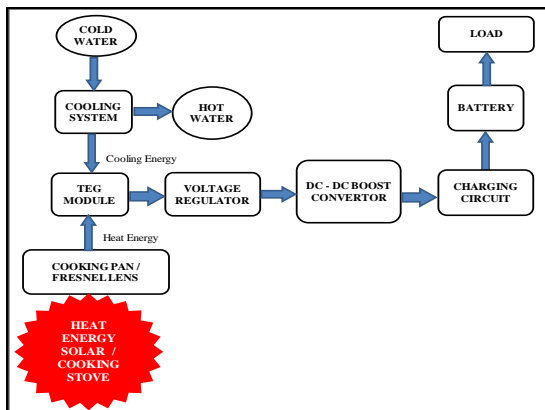 COLD
WATER
LOAD
COOLING
SYSTEM
HOT
WATER
BATTERY
Cooling Energy
TEG
MODULE
VOLTAGE
REGULATOR
DC - DC BOOST
CONVERTOR
CHARGING
CIRCUIT
Heat Energy
COOKING PAN /
FRESNEL LENS
HEAT
ENERGY
SOLAR /
COOKING
STOVE